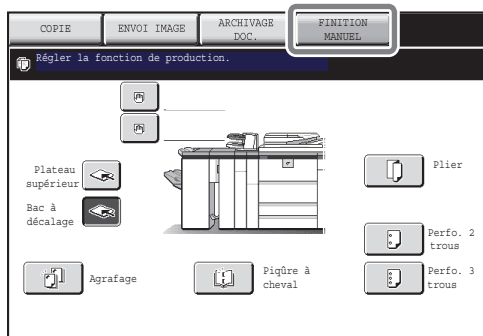 COPIE
ENVOI IMAGE
ARCHIVAGE
DOC.
FINITION
MANUEL
Régler la fonction de production.
Plateau
supérieur
Bac à
décalage
Plier
Perfo. 2
trous
Agrafage
Piqûre à
cheval
Perfo. 3
trous